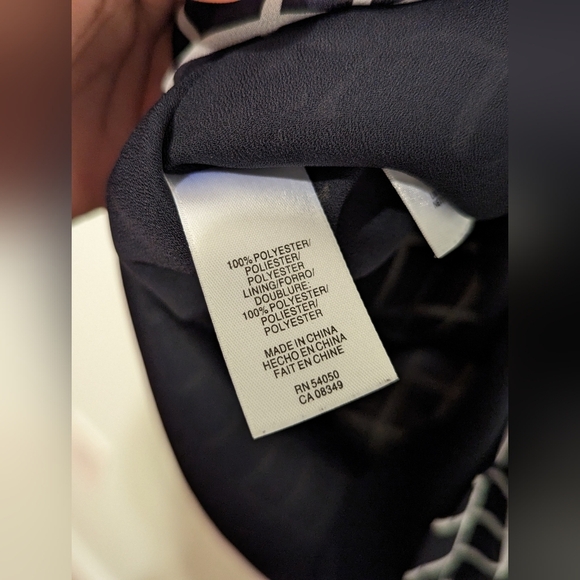 100% POLYESTER/
POLIESTER/
POLYESTER
LINING/FORRO/
DOUBLURE:
100% POLYESTER/
POLIESTER/
POLYESTER
MADE IN CHINA
HECHO EN CHINA
FAIT EN CHINE
RN 54050
CA 08349